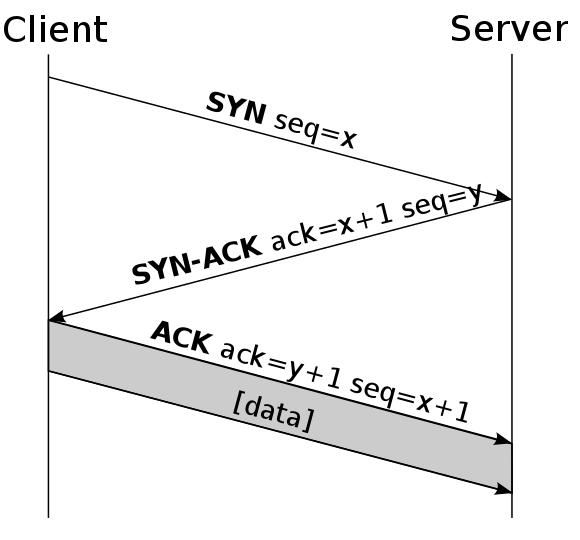 Client
Server
SYN seq=x
SYN-ACK ack=x+1 seq=y
ACK ack=y+1 seq=x+1
[data]